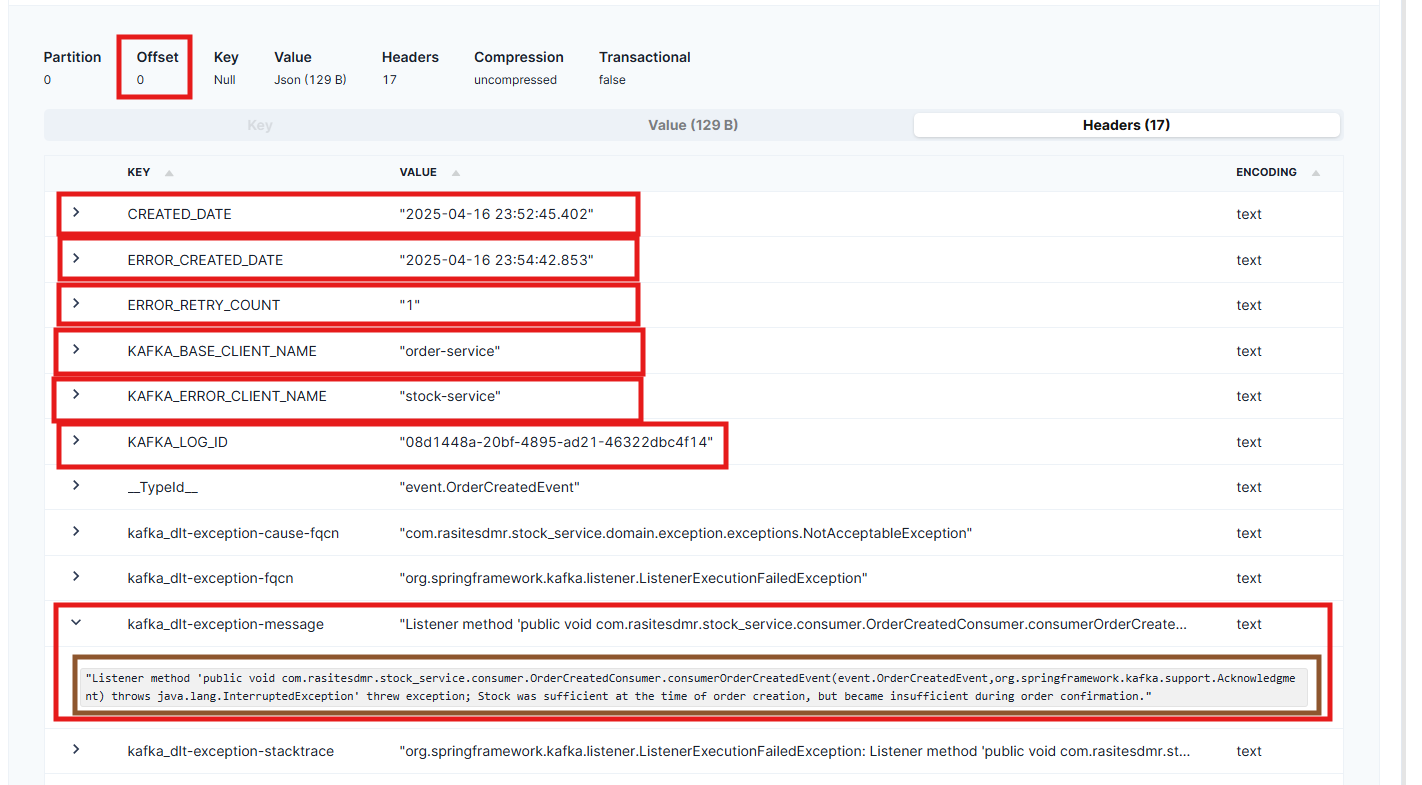 Partition Offset Key Value Headers Compression Transactional
0 0 Null Json (129 B) 17 uncompressed false
Key Value (129 B) Headers (17)
KEY VALUE ENCODING
CREATED_DATE "2025-04-16 23:52:45.402" text
ERROR_CREATED_DATE "2025-04-16 23:54:42.853" text
ERROR_RETRY_COUNT "1" text
KAFKA_BASE_CLIENT_NAME "order-service" text
KAFKA_ERROR_CLIENT_NAME "stock-service" text
KAFKA_LOG_ID "08d1448a-20bf-4895-ad21-46322dbc4f14" text
__TypeId__ "event.OrderCreatedEvent" text
kafka_dlt-exception-cause-fqcn "com.rasitesdmr.stock_service.domain.exception.exceptions.NotAcceptableException" text
kafka_dlt-exception-fqcn "org.springframework.kafka.listener.ListenerExecutionFailedException" text
kafka_dlt-exception-message "Listener method 'public void com.rasitesdmr.stock_service.consumer.OrderCreatedConsumer.consumerOrderCreate... text
"Listener method 'public void com.rasitesdmr.stock_service.consumer.OrderCreatedConsumer.consumerOrderCreatedEvent(event.OrderCreatedEvent,org.springframework.kafka.support.Acknowledgme
nt) throws java.lang.InterruptedException' threw exception; Stock was sufficient at the time of order creation, but became insufficient during order confirmation."
kafka_dlt-exception-stacktrace "org.springframework.kafka.listener.ListenerExecutionFailedException: Listener method 'public void com.rasitesdmr.st... text